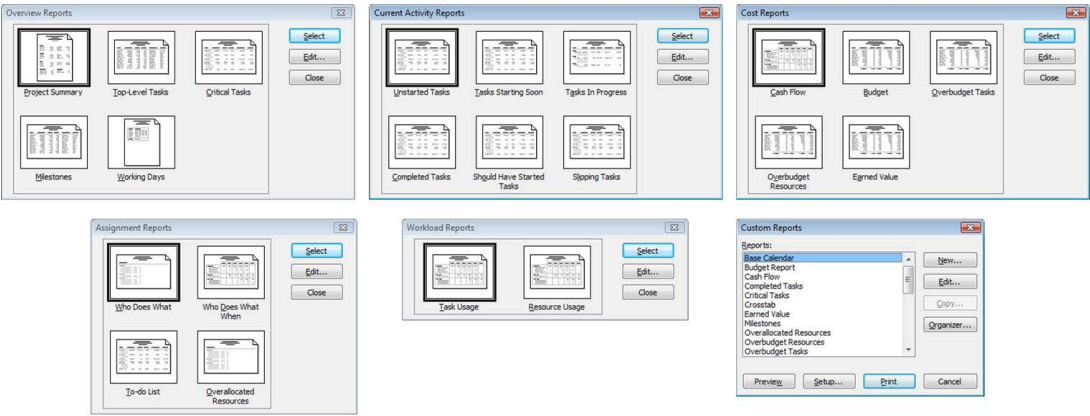 Overview Reports
Project Summary
Top-Level Tasks
Critical Tasks
Milestones
Working Days
Select
Edit...
Close
Current Activity Reports
Unstarted Tasks
Tasks Starting Soon
Tasks In Progress
Completed Tasks
Should Have Started
Tasks
Slipping Tasks
Select
Edit...
Close
Cost Reports
Cash Flow
Budget
Overbudget Tasks
Overbudget
Resources
Earned Value
Select
Edit...
Close
Assignment Reports
Who Does What
Who Does What
When
To-do List
Overallocated
Resources
Select
Edit...
Close
Workload Reports
Task Usage
Resource Usage
Select
Edit...
Close
Custom Reports
Reports:
Base Calendar
Budget Report
Cash Flow
Completed Tasks
Critical Tasks
Crosstab
Earned Value
Milestones
Overallocated Resources
Overbudget Resources
Overbudget Tasks
New...
Edit...
Copy...
Organizer...
Preview
Setup...
Print
Cancel